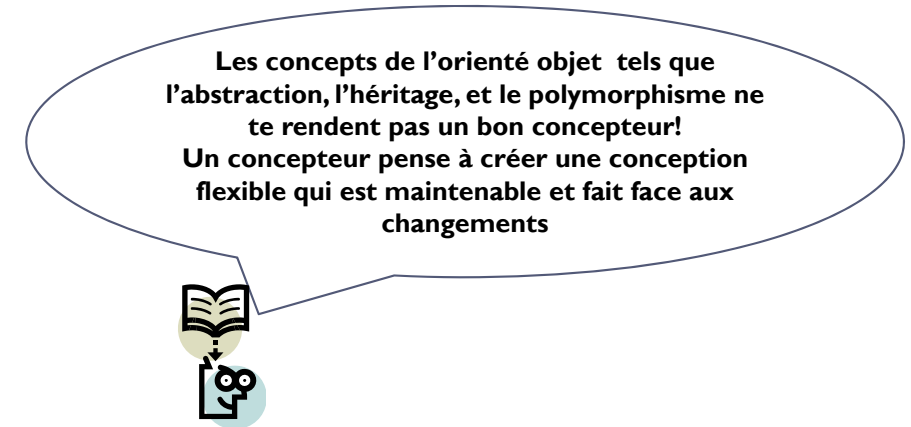 Les concepts de l’orienté objet tels que
l’abstraction, l’héritage, et le polymorphisme ne
te rendent pas un bon concepteur!
Un concepteur pense à créer une conception
flexible qui est maintenable et fait face aux
changements